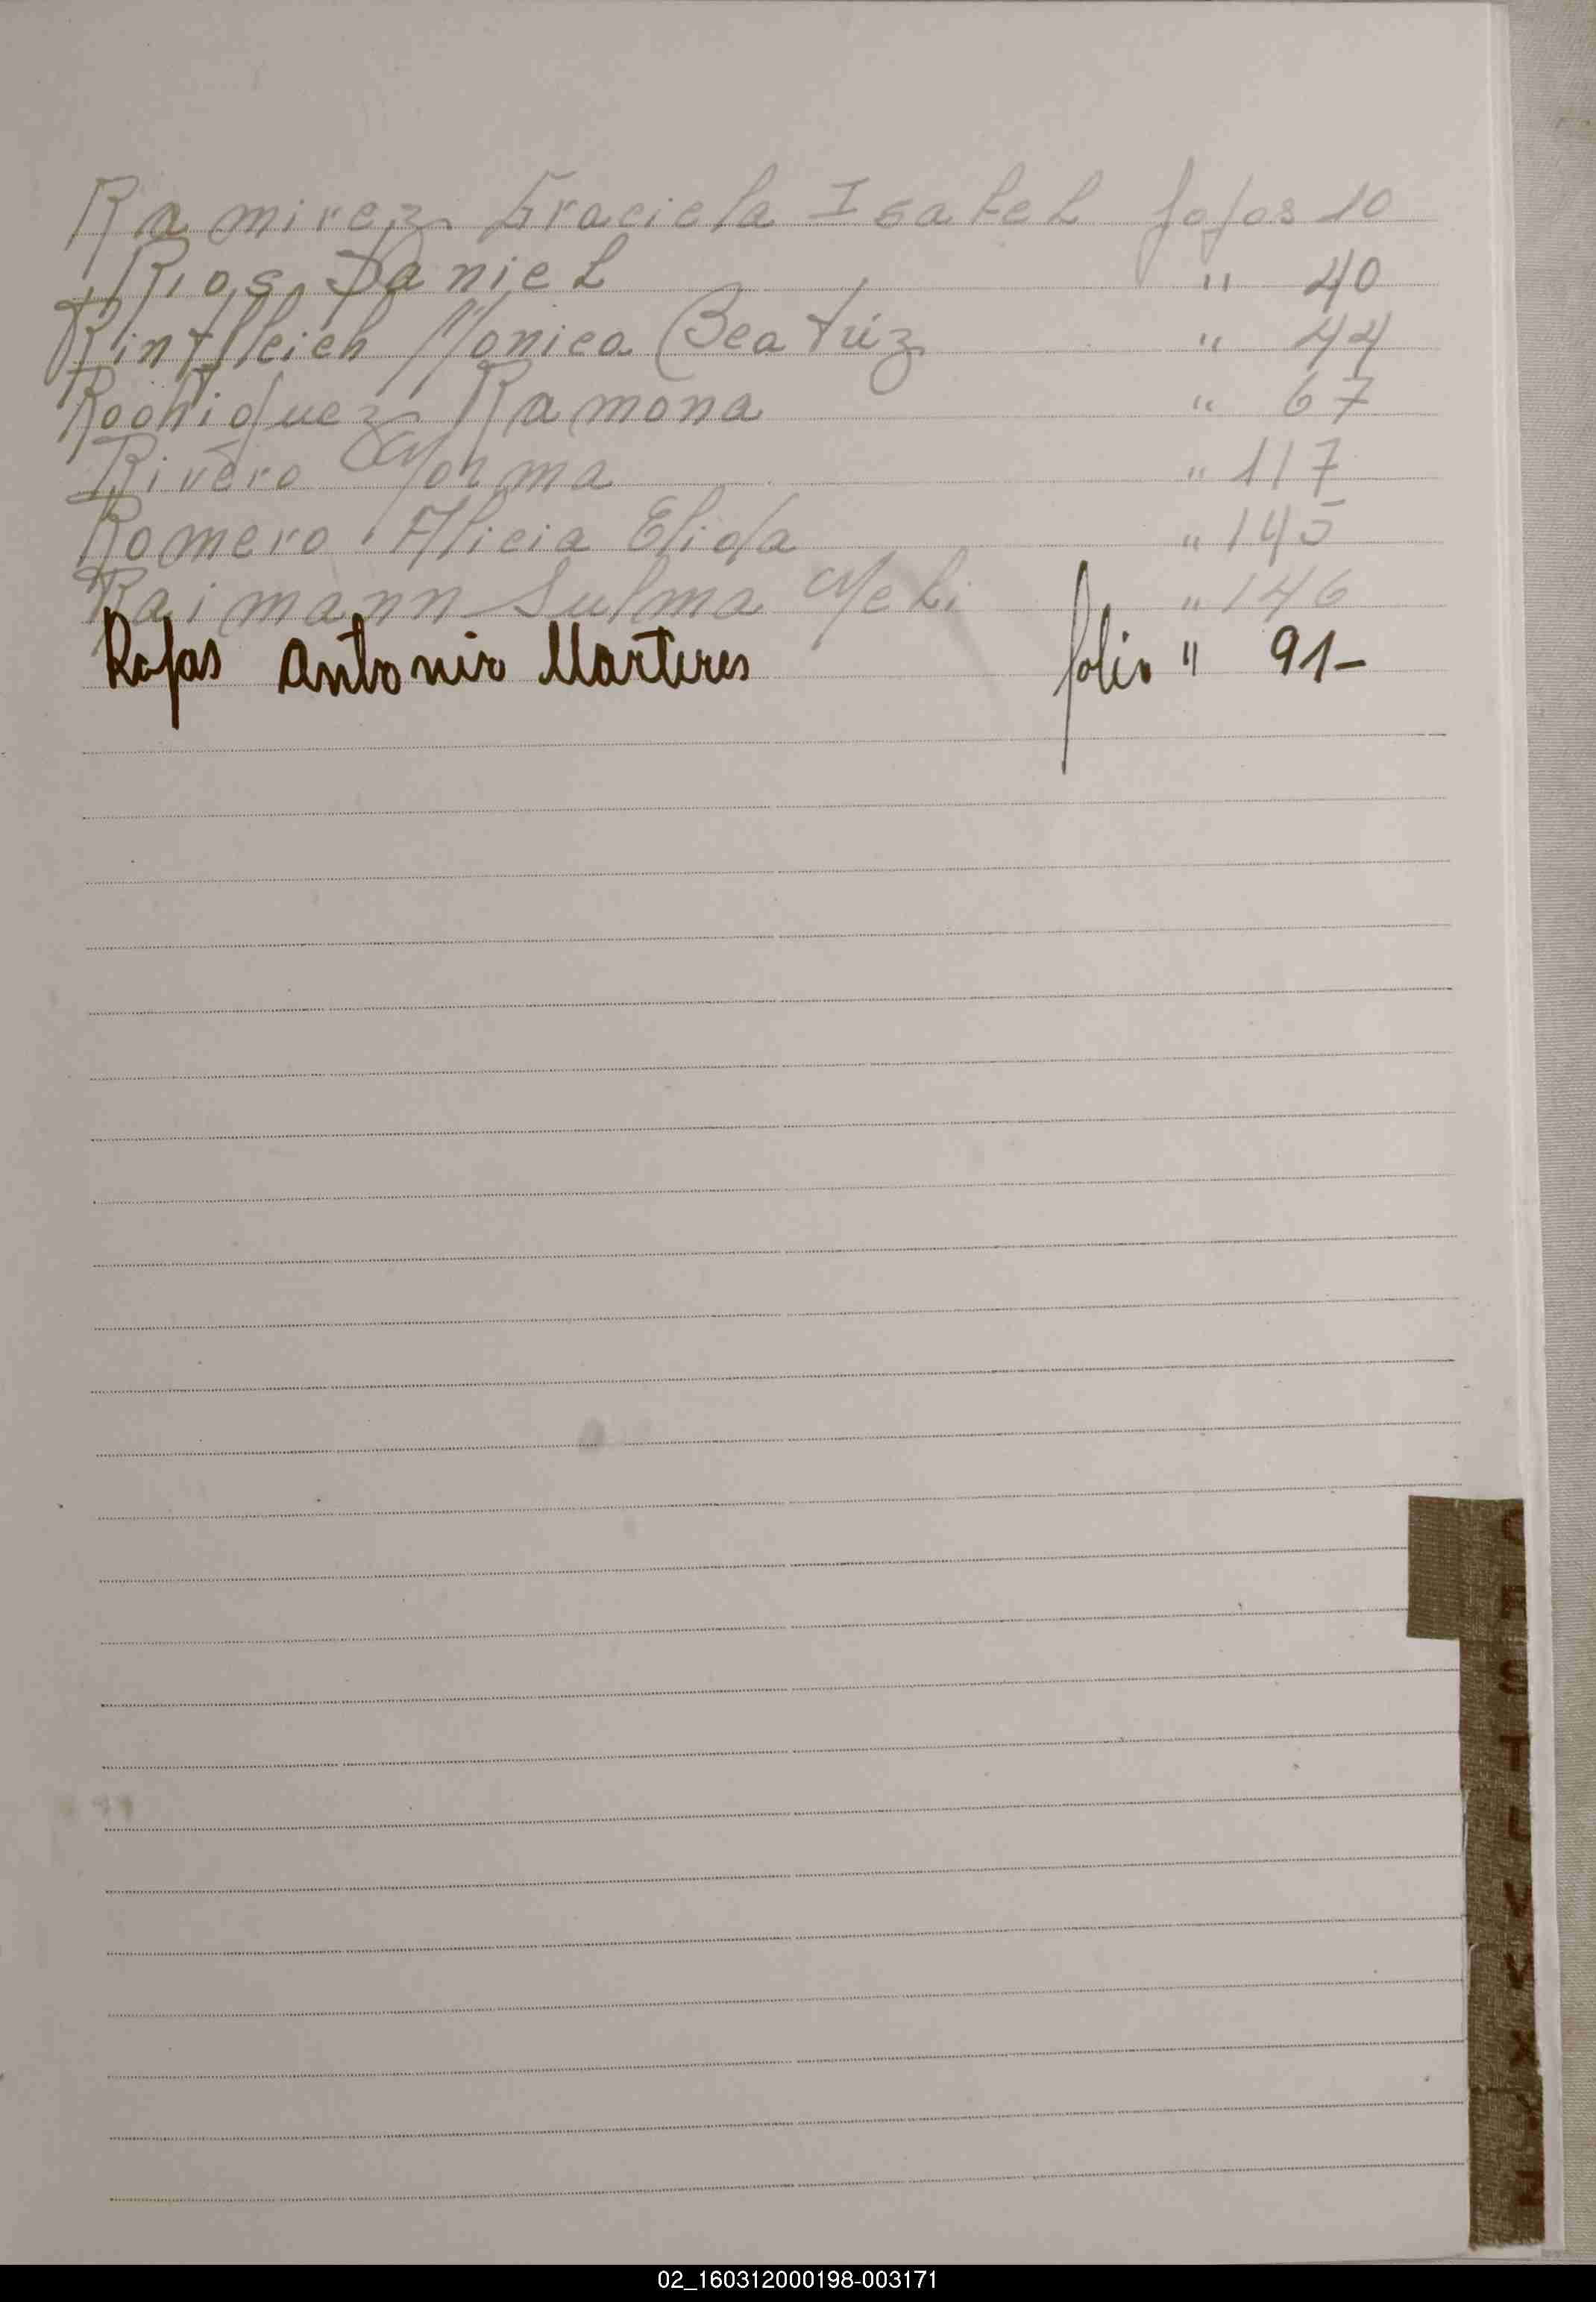 Ramirez Graciela Isabel fojas 10
Rios Daniel " 40
Rintfleich Monica Beatriz " 44
Rodriguez Ramona " 67
Rivero Norma " 117
Romero Alicia Elida " 145
Raimann Sulma Neli " 146
Rojas Antonio Martires folio " 91-
S
T
U
V
X
02_160312000198-003171